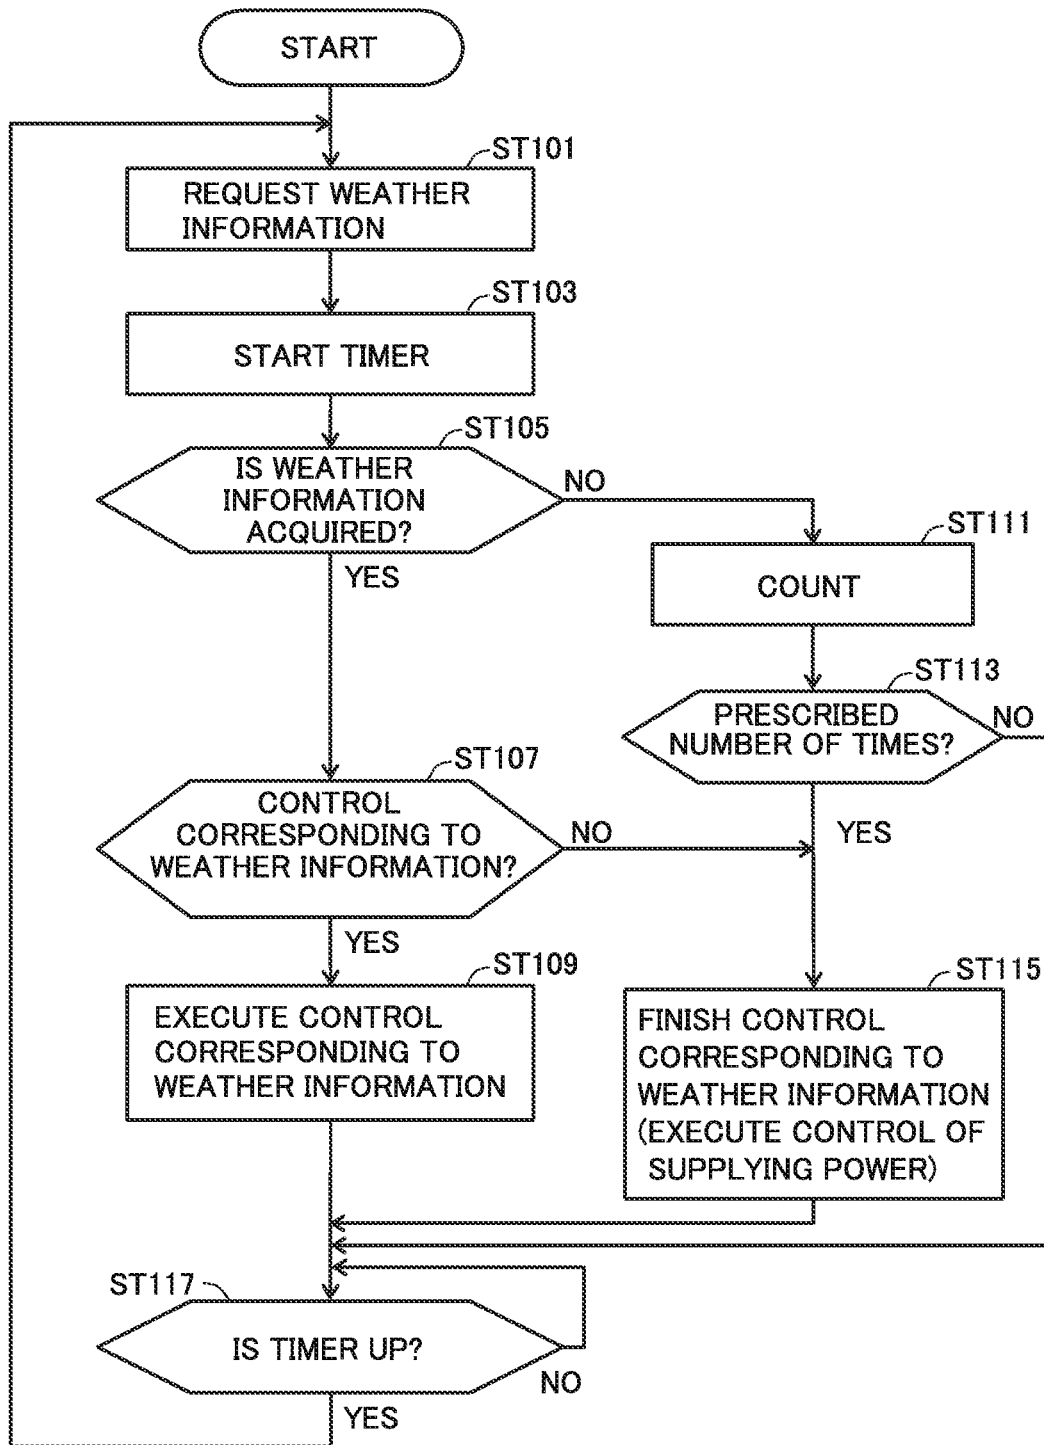 START
ST101
REQUEST WEATHER
INFORMATION
ST103
START TIMER
ST105
IS WEATHER
INFORMATION
ACQUIRED?
NO
YES
ST111
COUNT
ST113
PRESCRIBED
NUMBER OF TIMES?
NO
YES
ST107
CONTROL
CORRESPONDING TO
WEATHER INFORMATION?
NO
YES
ST109
EXECUTE CONTROL
CORRESPONDING TO
WEATHER INFORMATION
ST115
FINISH CONTROL
CORRESPONDING TO
WEATHER INFORMATION
(EXECUTE CONTROL OF
SUPPLYING POWER)
ST117
IS TIMER UP?
NO
YES